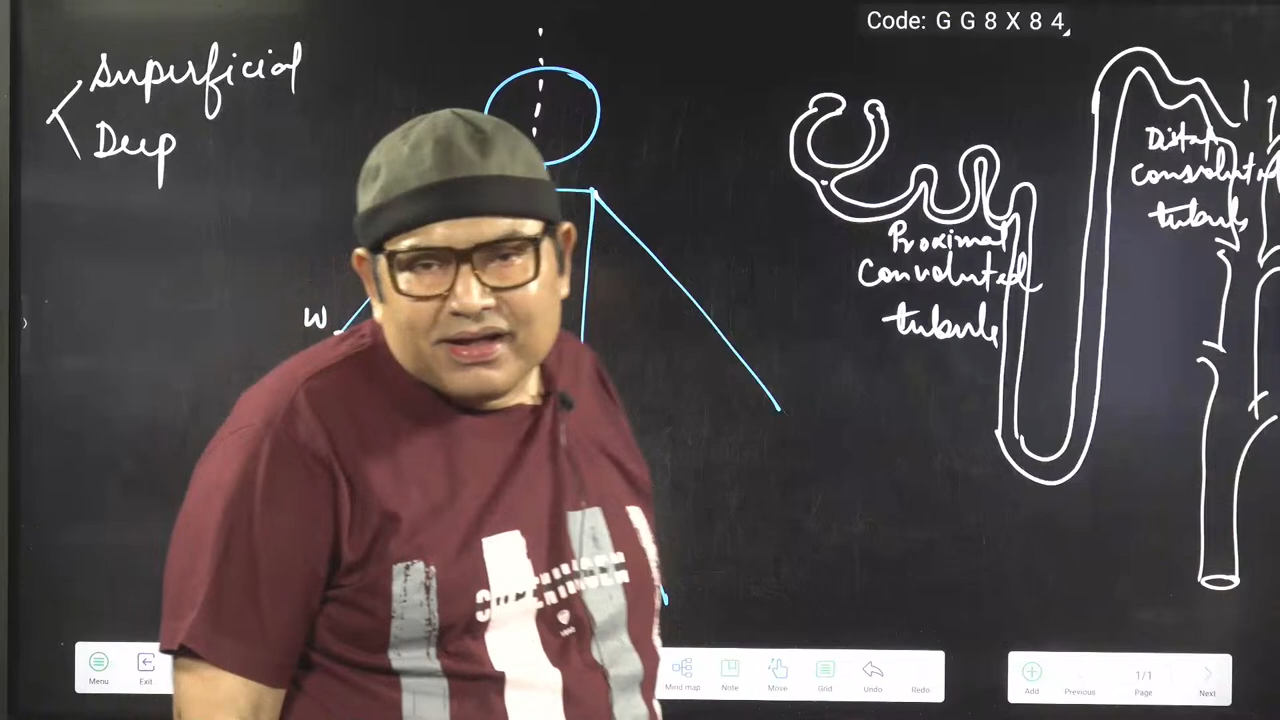 Code: G G 8 X 8 4
Superficial
Deep
W
Proximal
Convoluted
tubule
Distal
convoluted
tubule
Menu
Exit
Mind map
Note
Move
Grid
Undo
Redo
Add
Previous
1/1
Page
Next